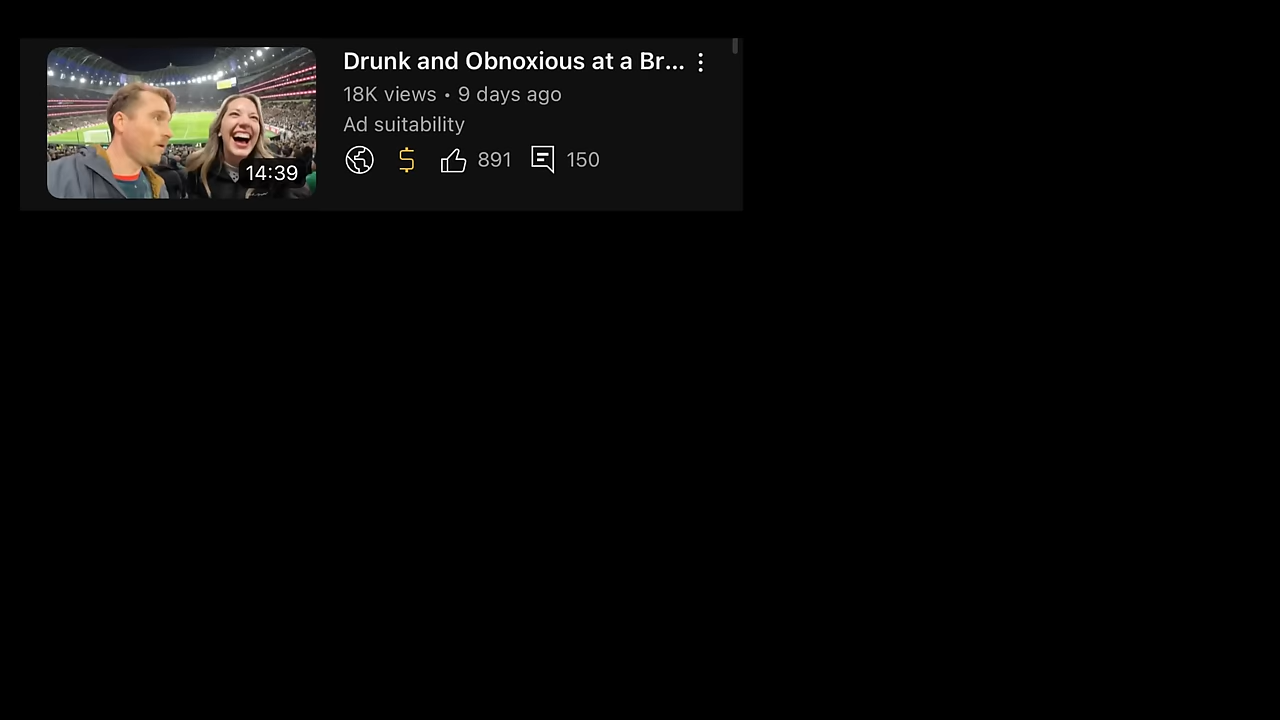 Drunk and Obnoxious at a Br...
18K views • 9 days ago
Ad suitability
891 150
14:39